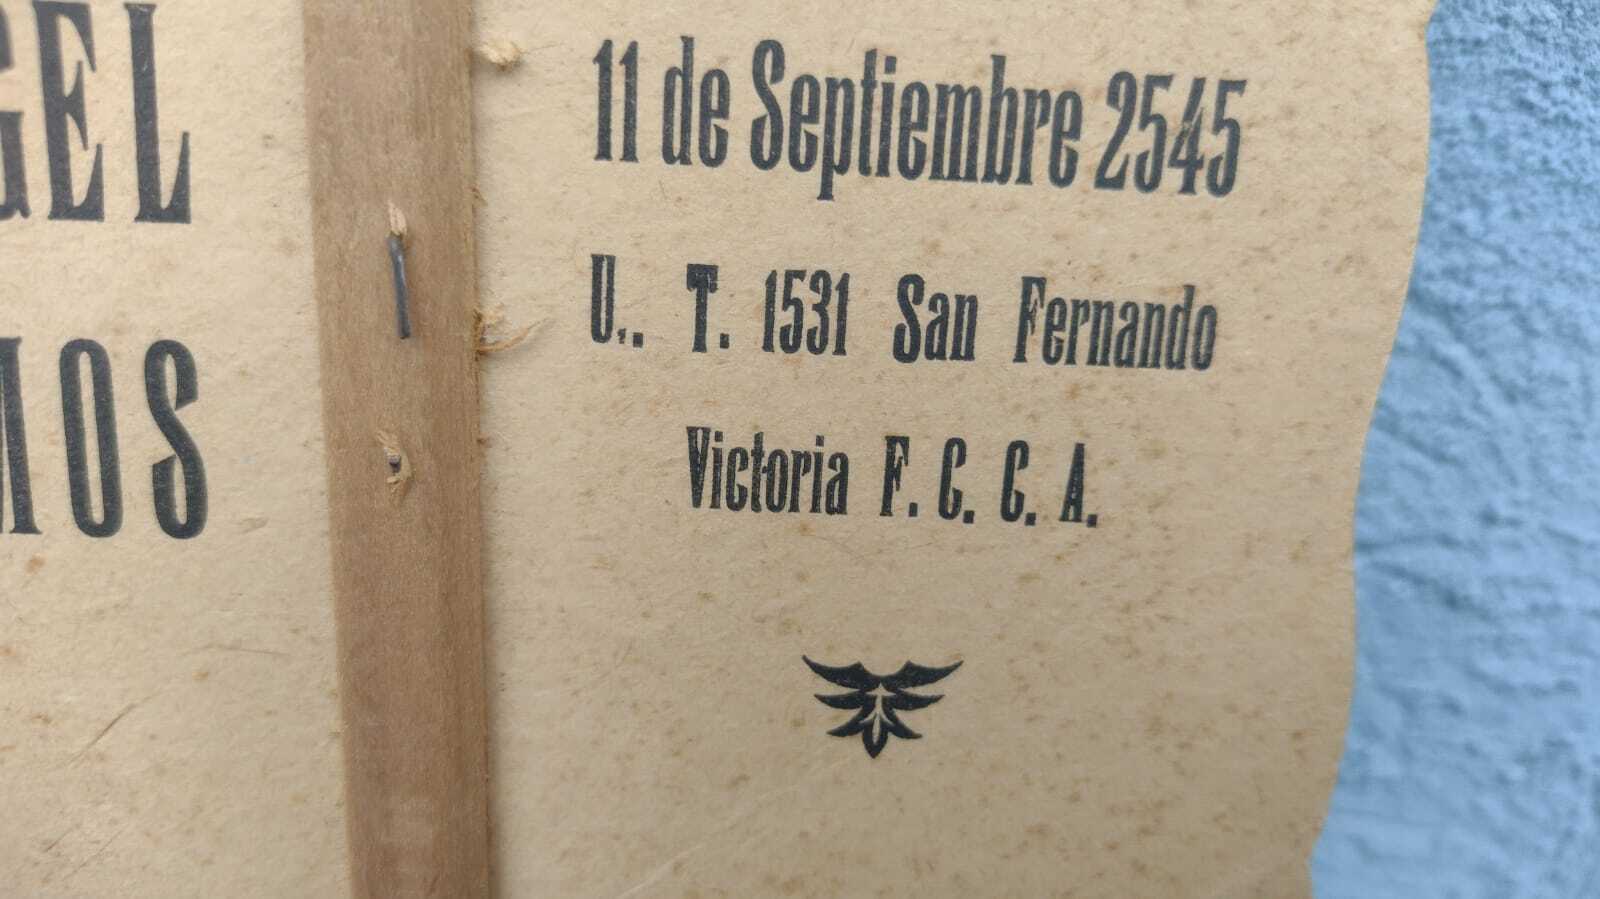 GEL
MOS
11 de Septiembre 2545
U.. T. 1531 San Fernando
Victoria F. C. C. A.